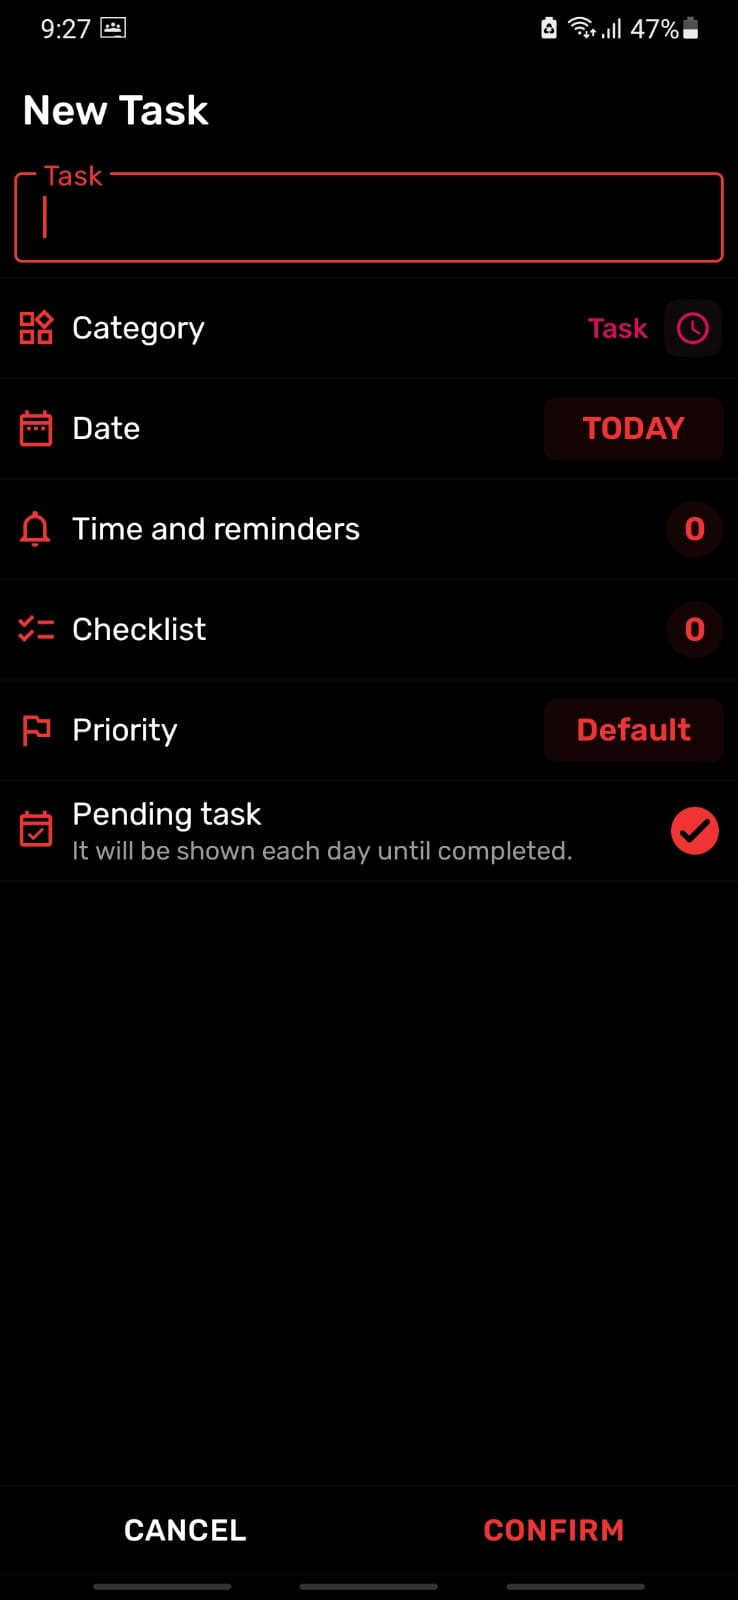 9:27 47%
New Task
Task
Category Task
Date TODAY
Time and reminders 0
Checklist 0
Priority Default
Pending task
It will be shown each day until completed.
CANCEL CONFIRM